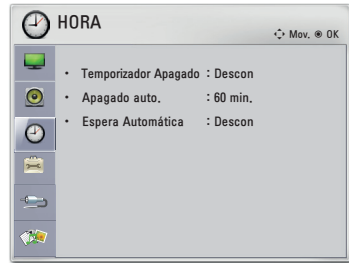 HORA
Mov. OK
• Temporizador Apagado : Descon
• Apagado auto. : 60 min.
• Espera Automática : Descon